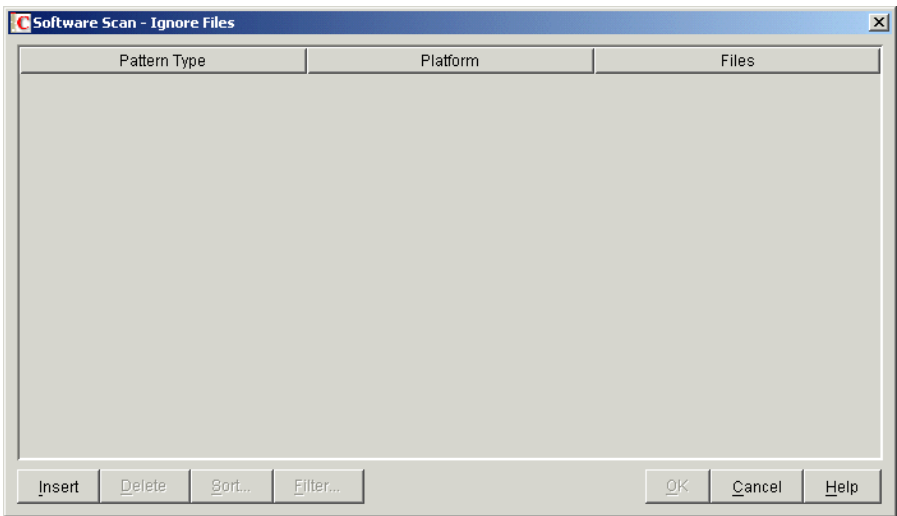 C Software Scan - Ignore Files
Pattern Type Platform Files
Insert Delete Sort... Filter... OK Cancel Help